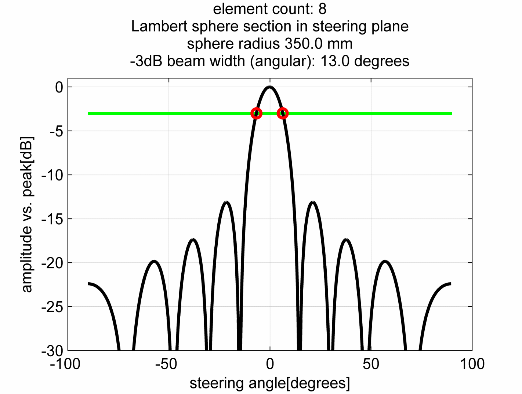 element count: 8
Lambert sphere section in steering plane
sphere radius 350.0 mm
-3dB beam width (angular): 13.0 degrees
0
-5
-10
-15
-20
-25
-30
amplitude vs. peak[dB]
-100
-50
0
50
100
steering angle[degrees]